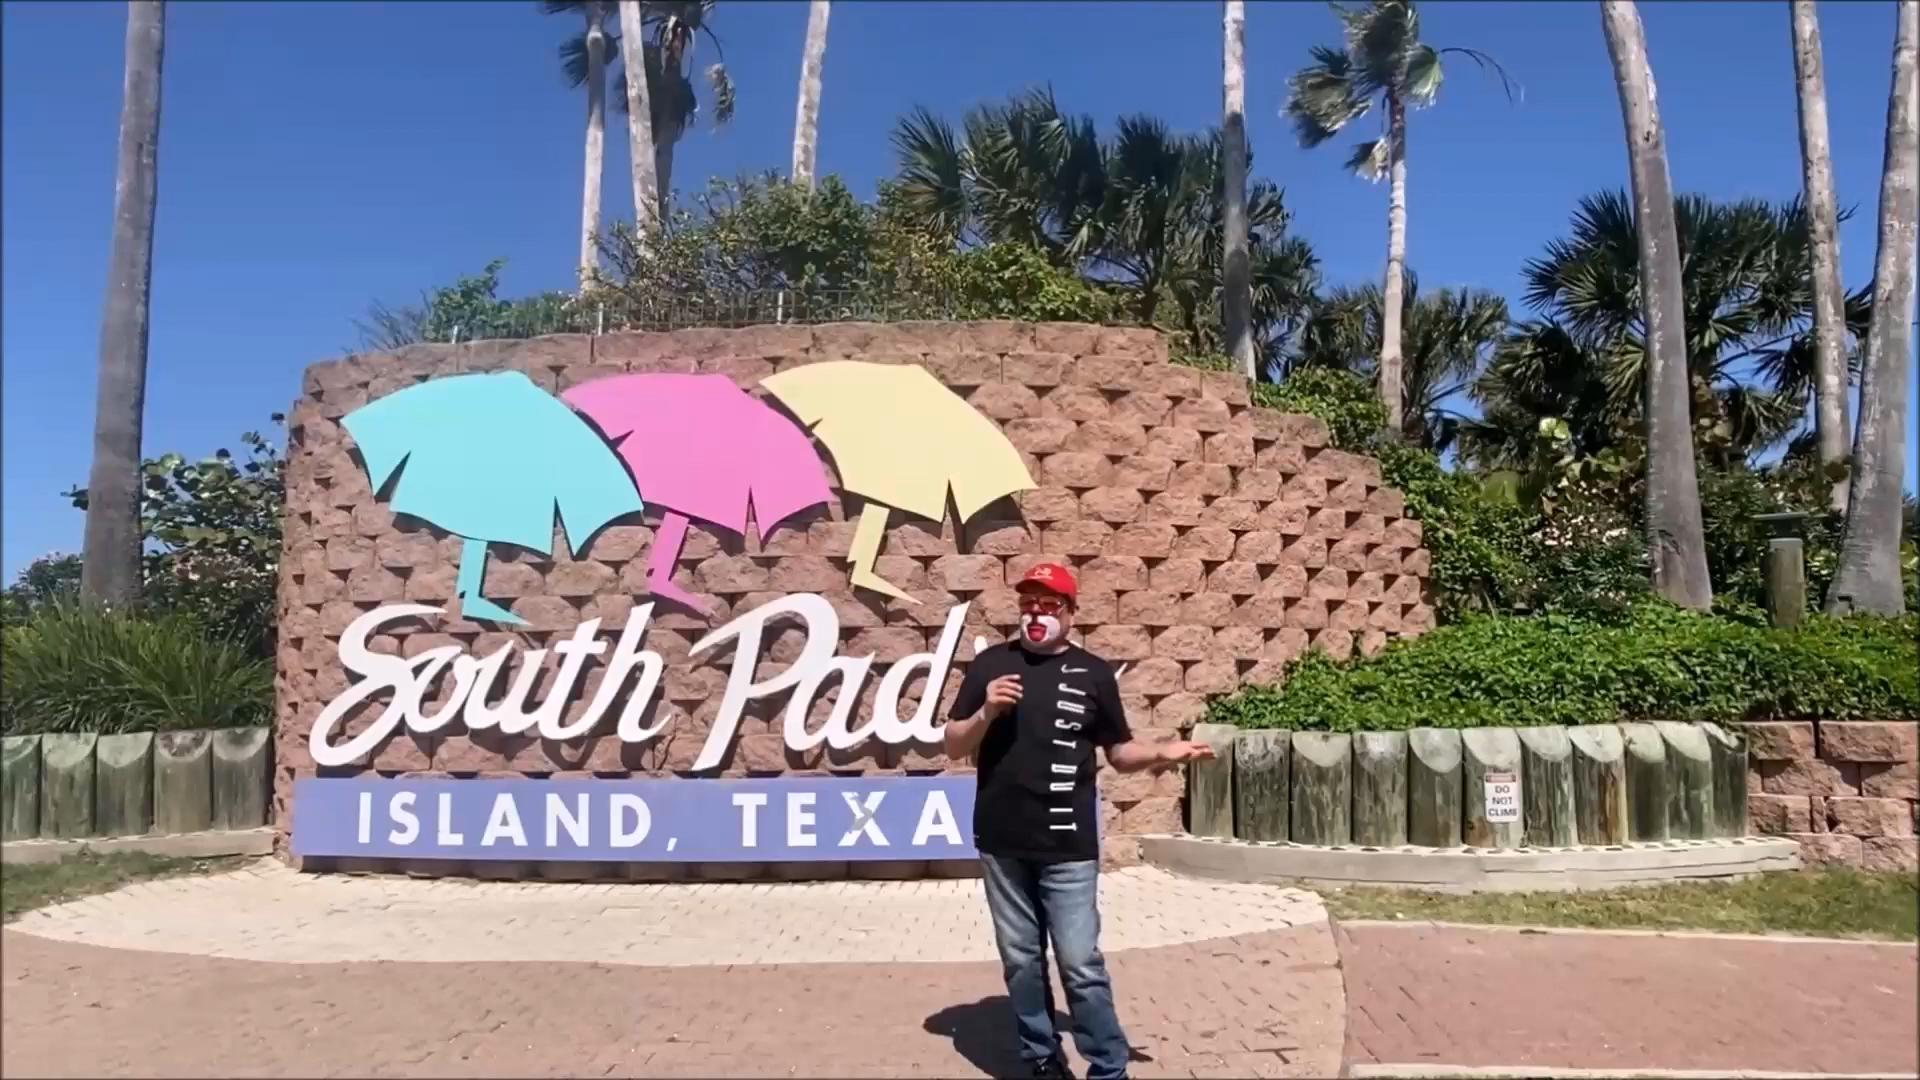 South Pad
ISLAND, TEXA
JUST DO IT
DO
NOT
CLIMB